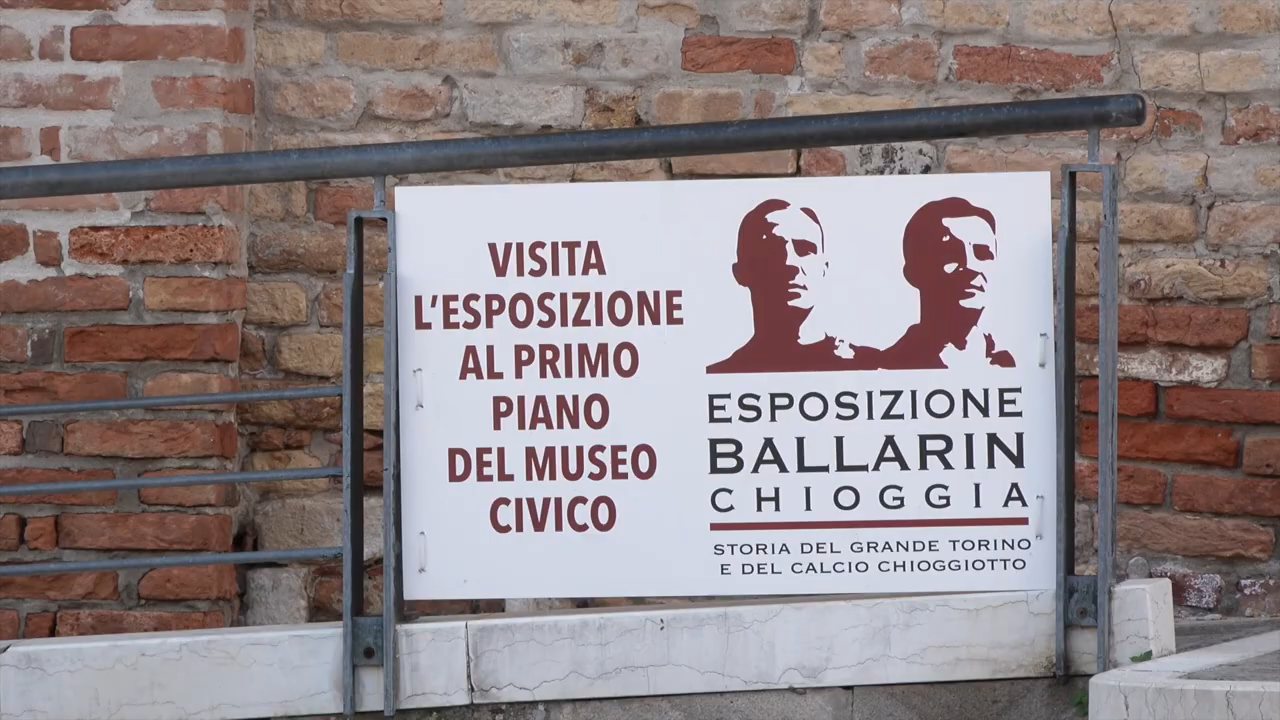 VISITA
L'ESPOSIZIONE
AL PRIMO
PIANO
DEL MUSEO
CIVICO
ESPOSIZIONE
BALLARIN
CHIOGGIA
STORIA DEL GRANDE TORINO
E DEL CALCIO CHIOGGIOTTO